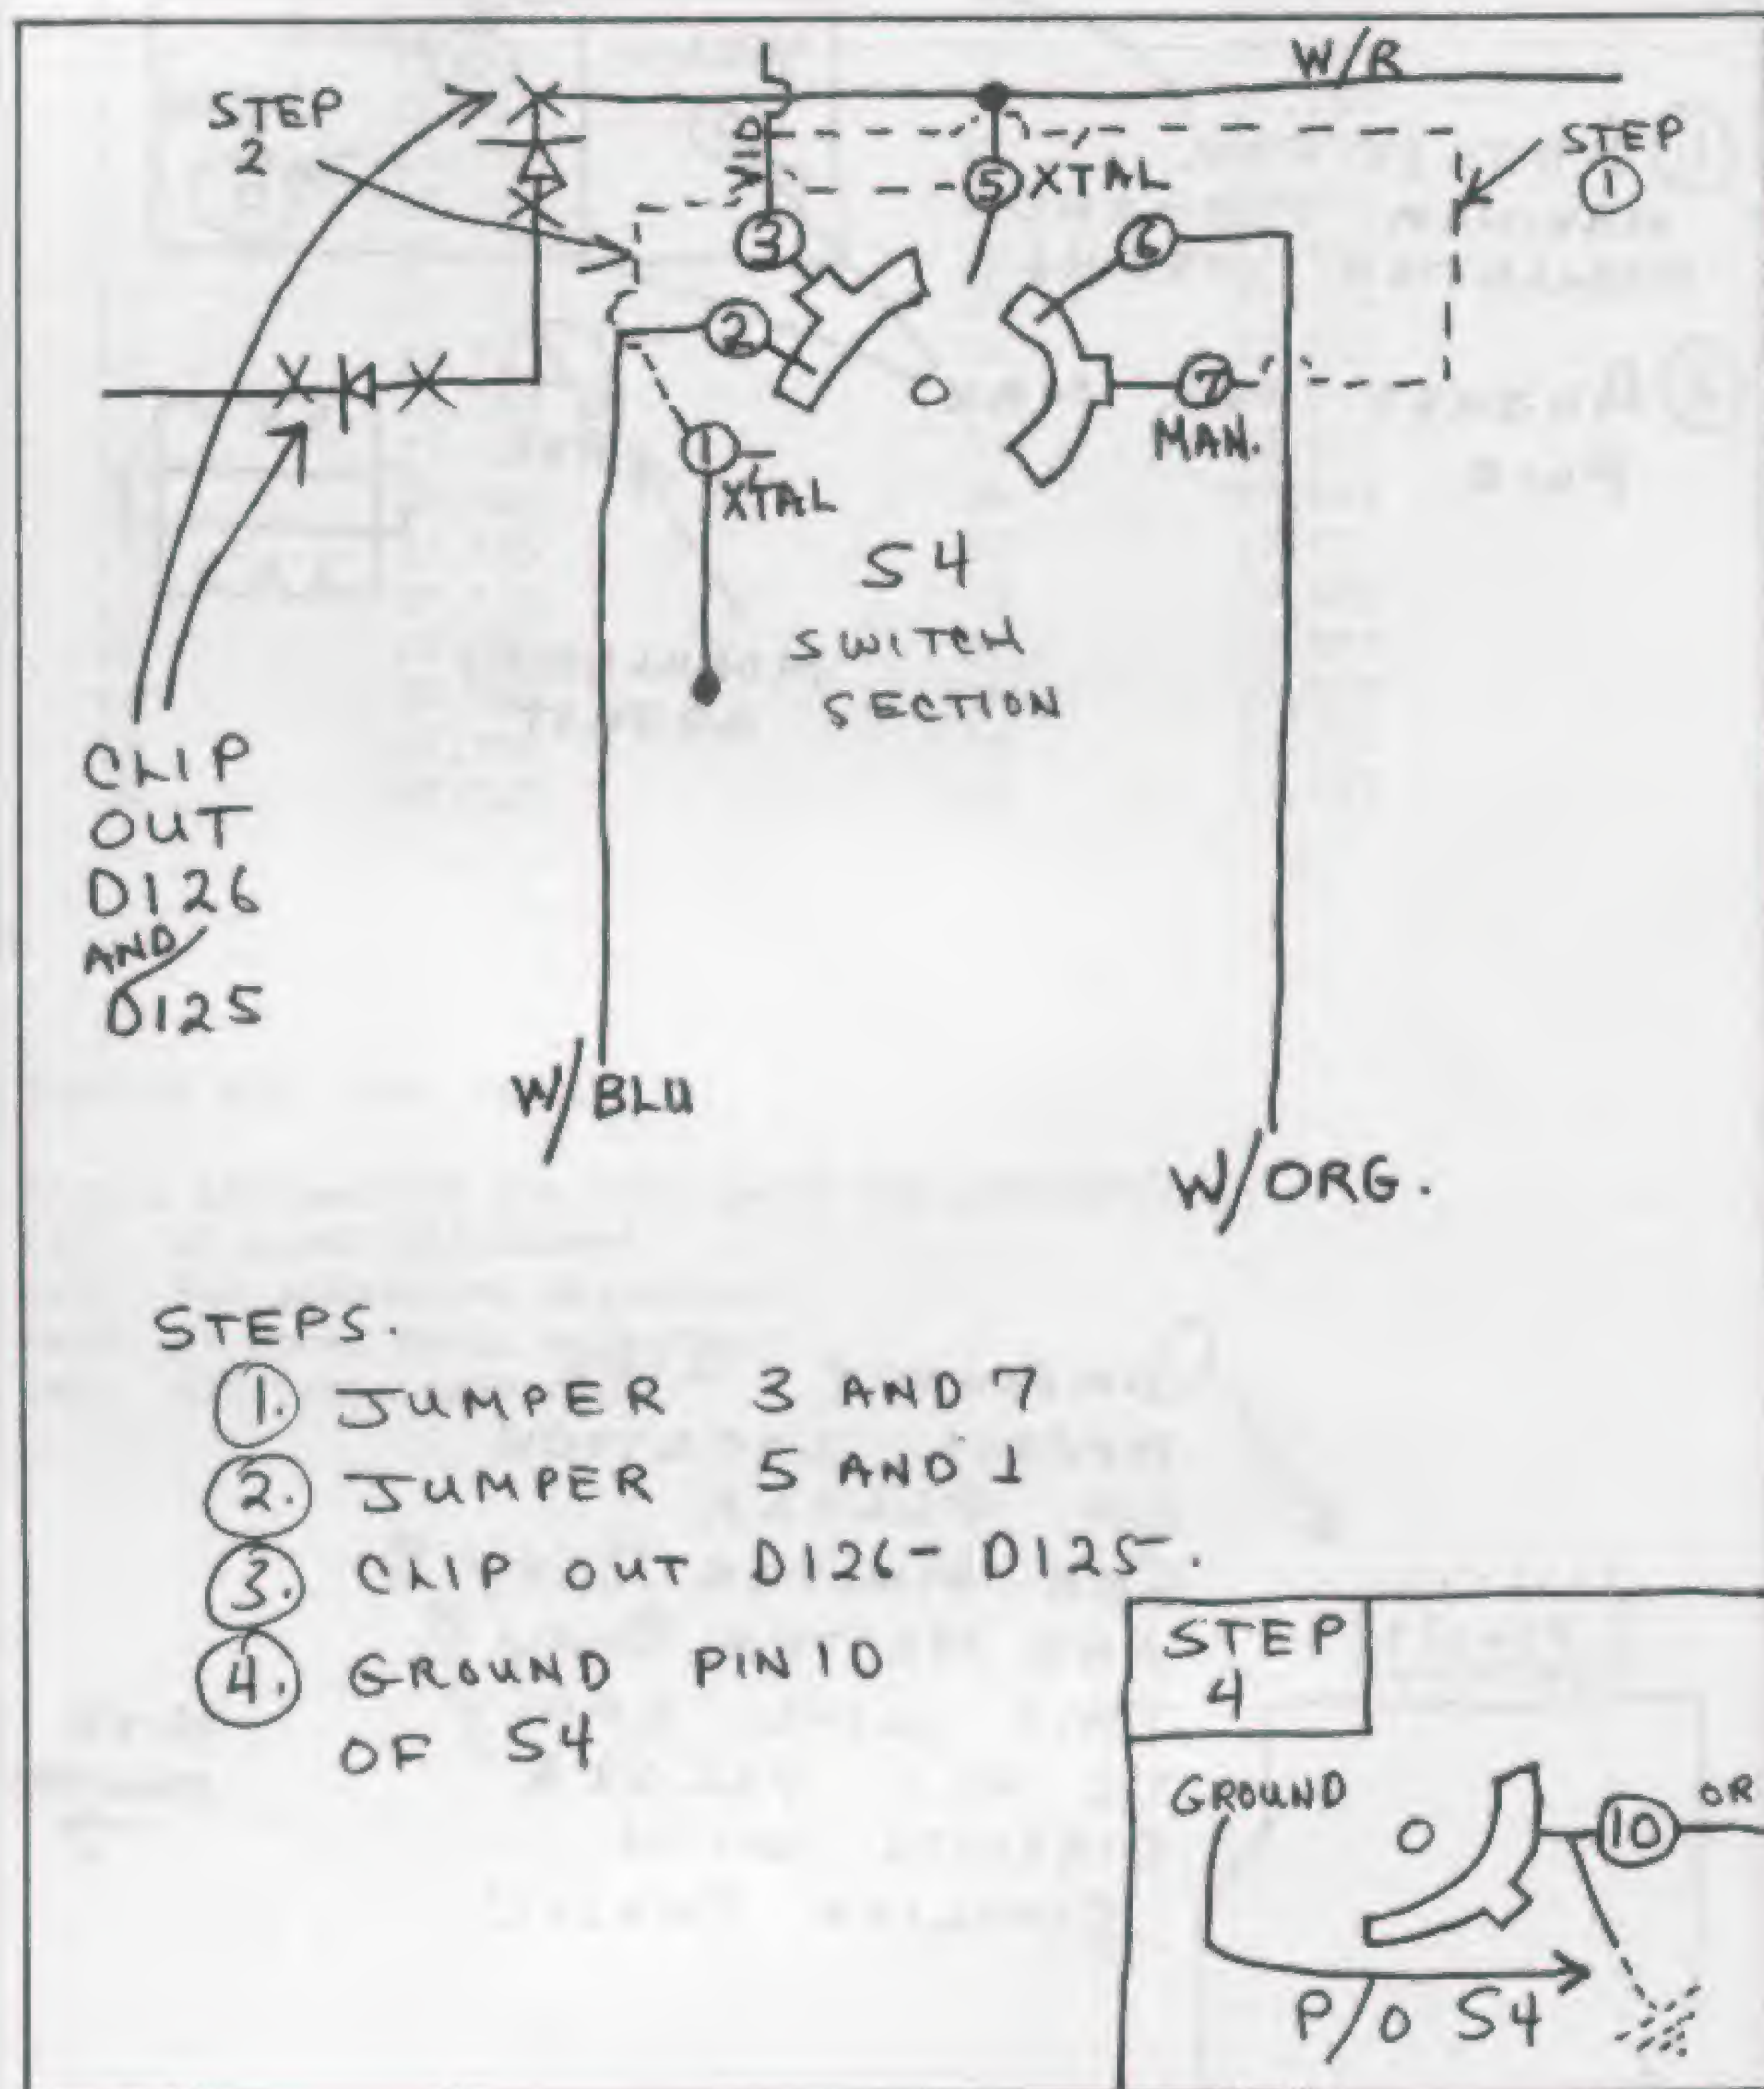 W/R
STEP
2
STEP
1
5 XTAL
3
6
2
7
MAN.
1
XTAL
S4
SWITCH
SECTION
CLIP
OUT
D126
AND
D125
W/BLU
W/ORG.
STEPS.
1. JUMPER 3 AND 7
2. JUMPER 5 AND 1
3. CLIP OUT D126-D125.
4. GROUND PIN 10
OF S4
STEP
4
GROUND
10
OR
P/O S4